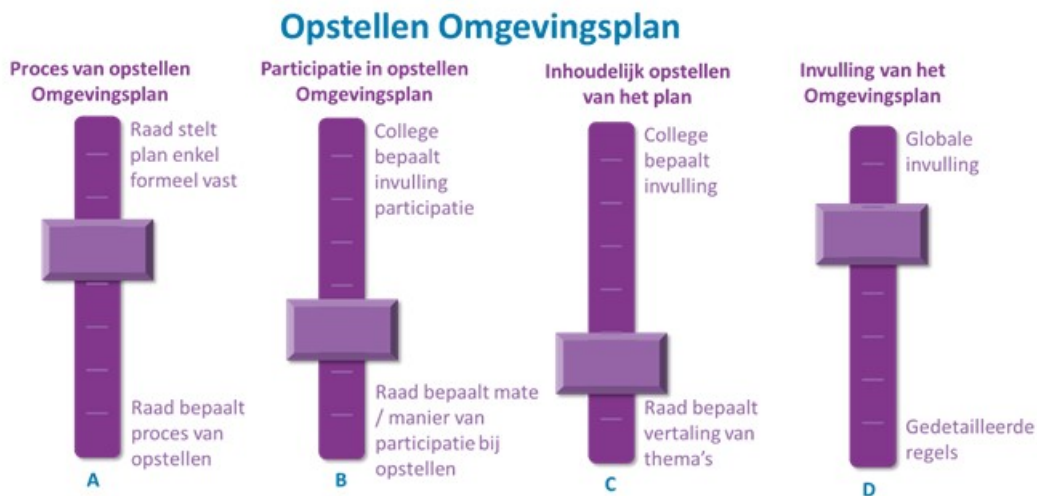 Opstellen Omgevingsplan
Proces van opstellen
Omgevingsplan
Raad stelt
plan enkel
formeel vast
Raad bepaalt
proces van
opstellen
A
Participatie in opstellen
Omgevingsplan
College
bepaalt
invulling
participatie
Raad bepaalt mate
/ manier van
participatie bij
opstellen
B
Inhoudelijk opstellen
van het plan
College
bepaalt
invulling
Raad bepaalt
vertaling van
thema's
C
Invulling van het
Omgevingsplan
Globale
invulling
Gedetailleerde
regels
D